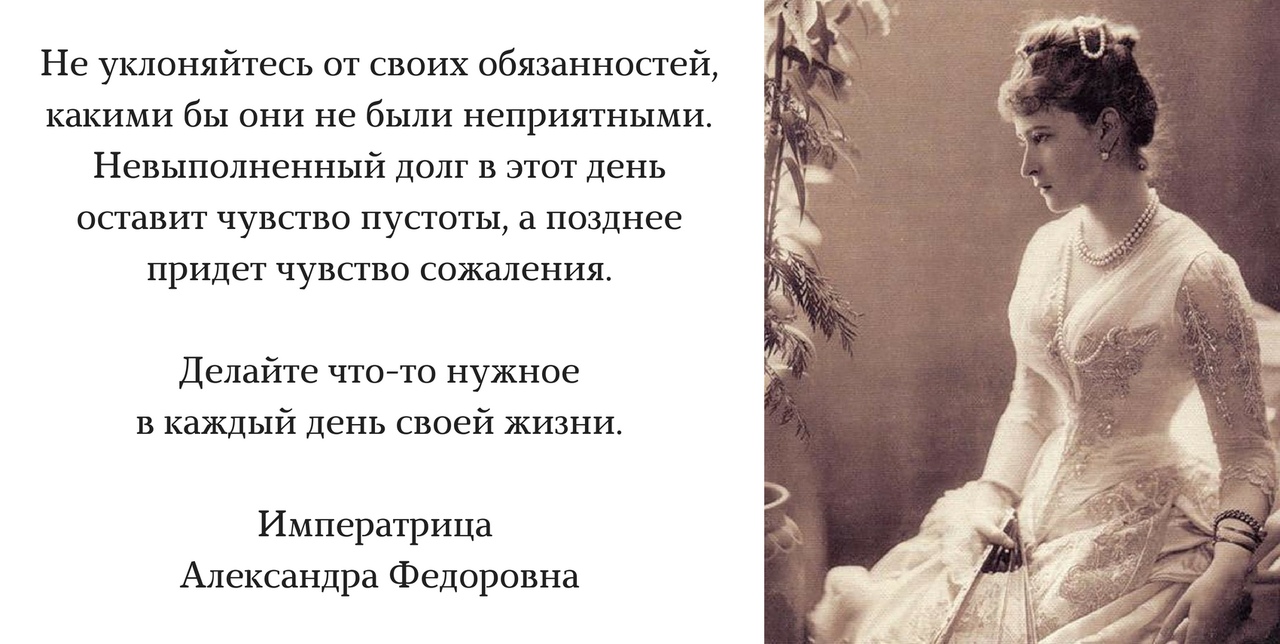 Не уклоняйтесь от своих обязанностей,
какими бы они не были неприятными.
Невыполненный долг в этот день
оставит чувство пустоты, а позднее
придет чувство сожаления.
Делайте что-то нужное
в каждый день своей жизни.
Императрица
Александра Федоровна